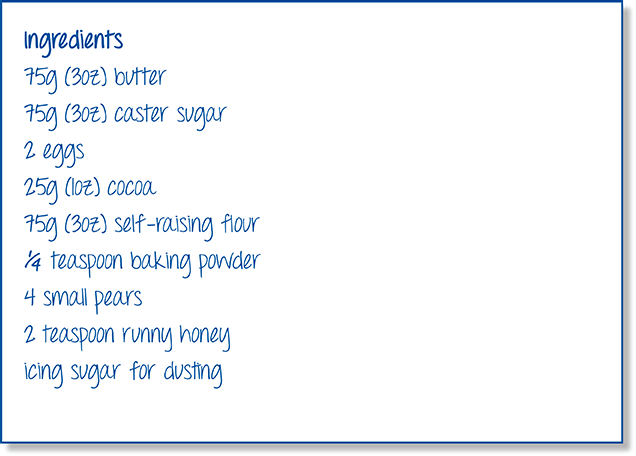 Ingredients
75g (3oz) butter
75g (3oz) caster sugar
2 eggs
25g (1oz) cocoa
75g (3oz) self-raising flour
¼ teaspoon baking powder
4 small pears
2 teaspoon runny honey
icing sugar for dusting